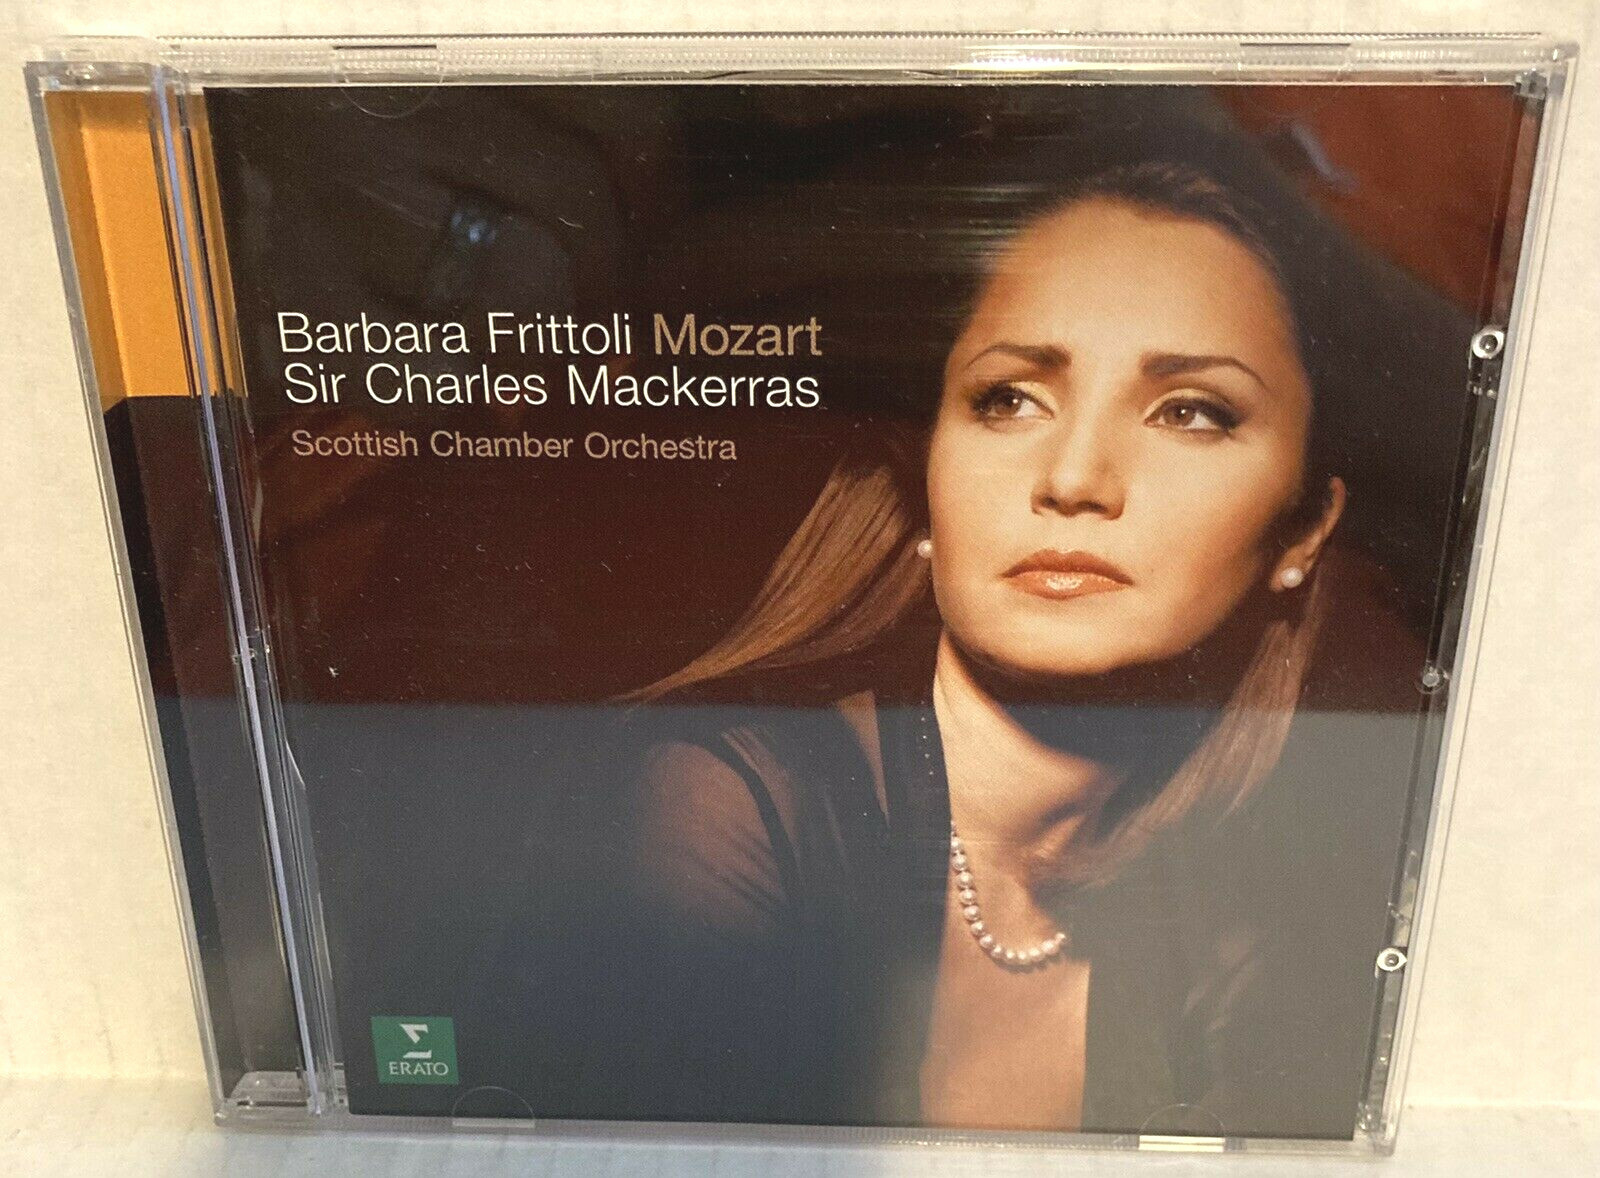 Barbara Frittoli Mozart
Sir Charles Mackerras
Scottish Chamber Orchestra
ERATO